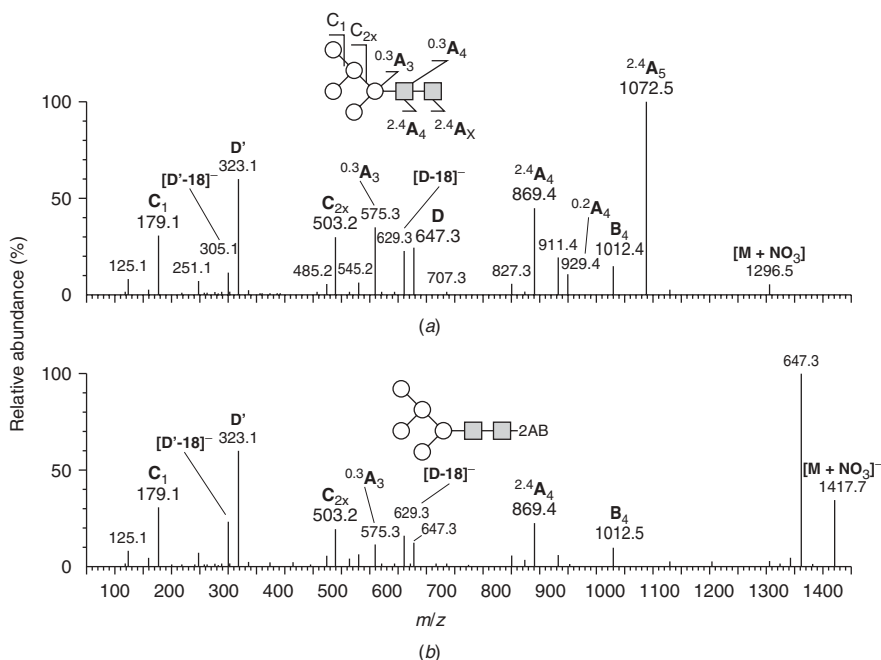 C1 C2x
0.3A3 0.3A4
2.4A4 2.4AX
2.4A5
1072.5
100
D'
323.1
[D'-18]−
C1
179.1
305.1
125.1
251.1
50
0
0.3A3
575.3
[D-18]−
629.3
D
647.3
C2x
503.2
485.2
545.2
707.3
2.4A4
869.4
0.2A4
827.3
911.4
929.4
B4
1012.4
[M + NO3]
1296.5
(a)
Relative abundance (%)
100
D'
323.1
[D'-18]−
C1
179.1
125.1
50
0
2AB
0.3A3
575.3
[D-18]−
629.3
647.3
C2x
503.2
2.4A4
869.4
B4
1012.5
647.3
[M + NO3]−
1417.7
100 200 300 400 500 600 700 800 900 1000 1100 1200 1300 1400
m/z
(b)